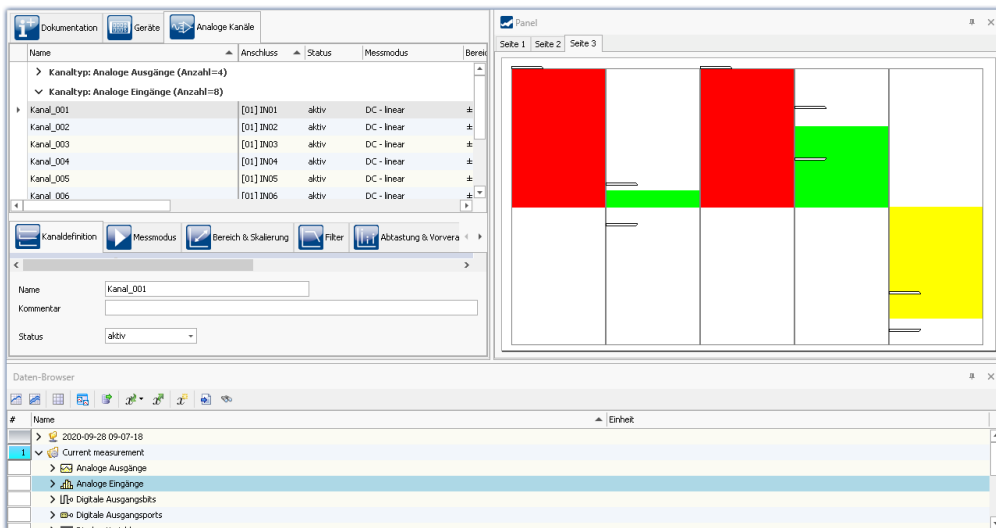 Dokumentation Geräte Analoge Kanäle
Name Anschluss Status Messmodus Bereic
Kanaltyp: Analoge Ausgänge (Anzahl=4)
Kanaltyp: Analoge Eingänge (Anzahl=8)
Kanal_001 [01] IN01 aktiv DC - linear ±
Kanal_002 [01] IN02 aktiv DC - linear ±
Kanal_003 [01] IN03 aktiv DC - linear ±
Kanal_004 [01] IN04 aktiv DC - linear ±
Kanal_005 [01] IN05 aktiv DC - linear ±
Kanal_006 [01] IN06 aktiv DC - linear ±
Kanaldefinition Messmodus Bereich & Skalierung Filter Abtastung & Vorvera
Name Kanal_001
Kommentar
Status aktiv
Panel
Seite 1 Seite 2 Seite 3
Daten-Browser
# Name Einheit
2020-09-28 09-07-18
1 Current measurement
Analoge Ausgänge
Analoge Eingänge
Digitale Ausgangsbits
Digitale Ausgangsports